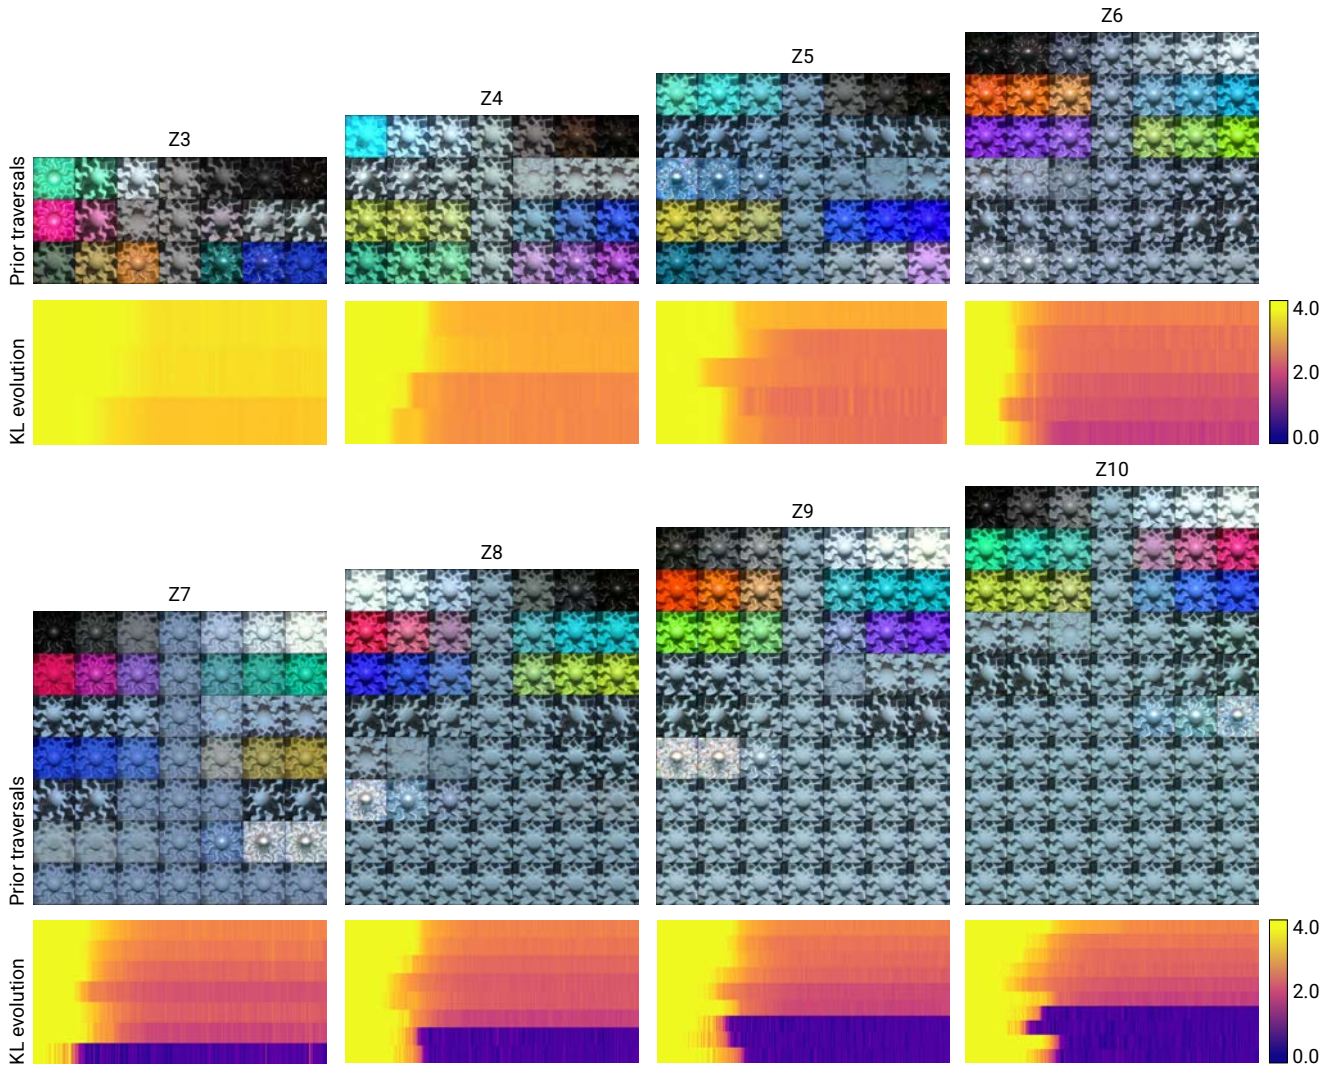 Z3
Z4
Z5
Z6
Prior traversals
KL evolution
4.0
2.0
0.0
Z7
Z8
Z9
Z10
Prior traversals
KL evolution
4.0
2.0
0.0